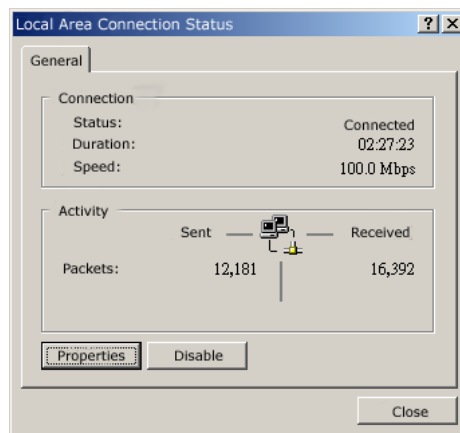 Local Area Connection Status
General
Connection
Status: Connected
Duration: 02:27:23
Speed: 100.0 Mbps
Activity
Sent Received
Packets: 12,181 16,392
Properties Disable
Close